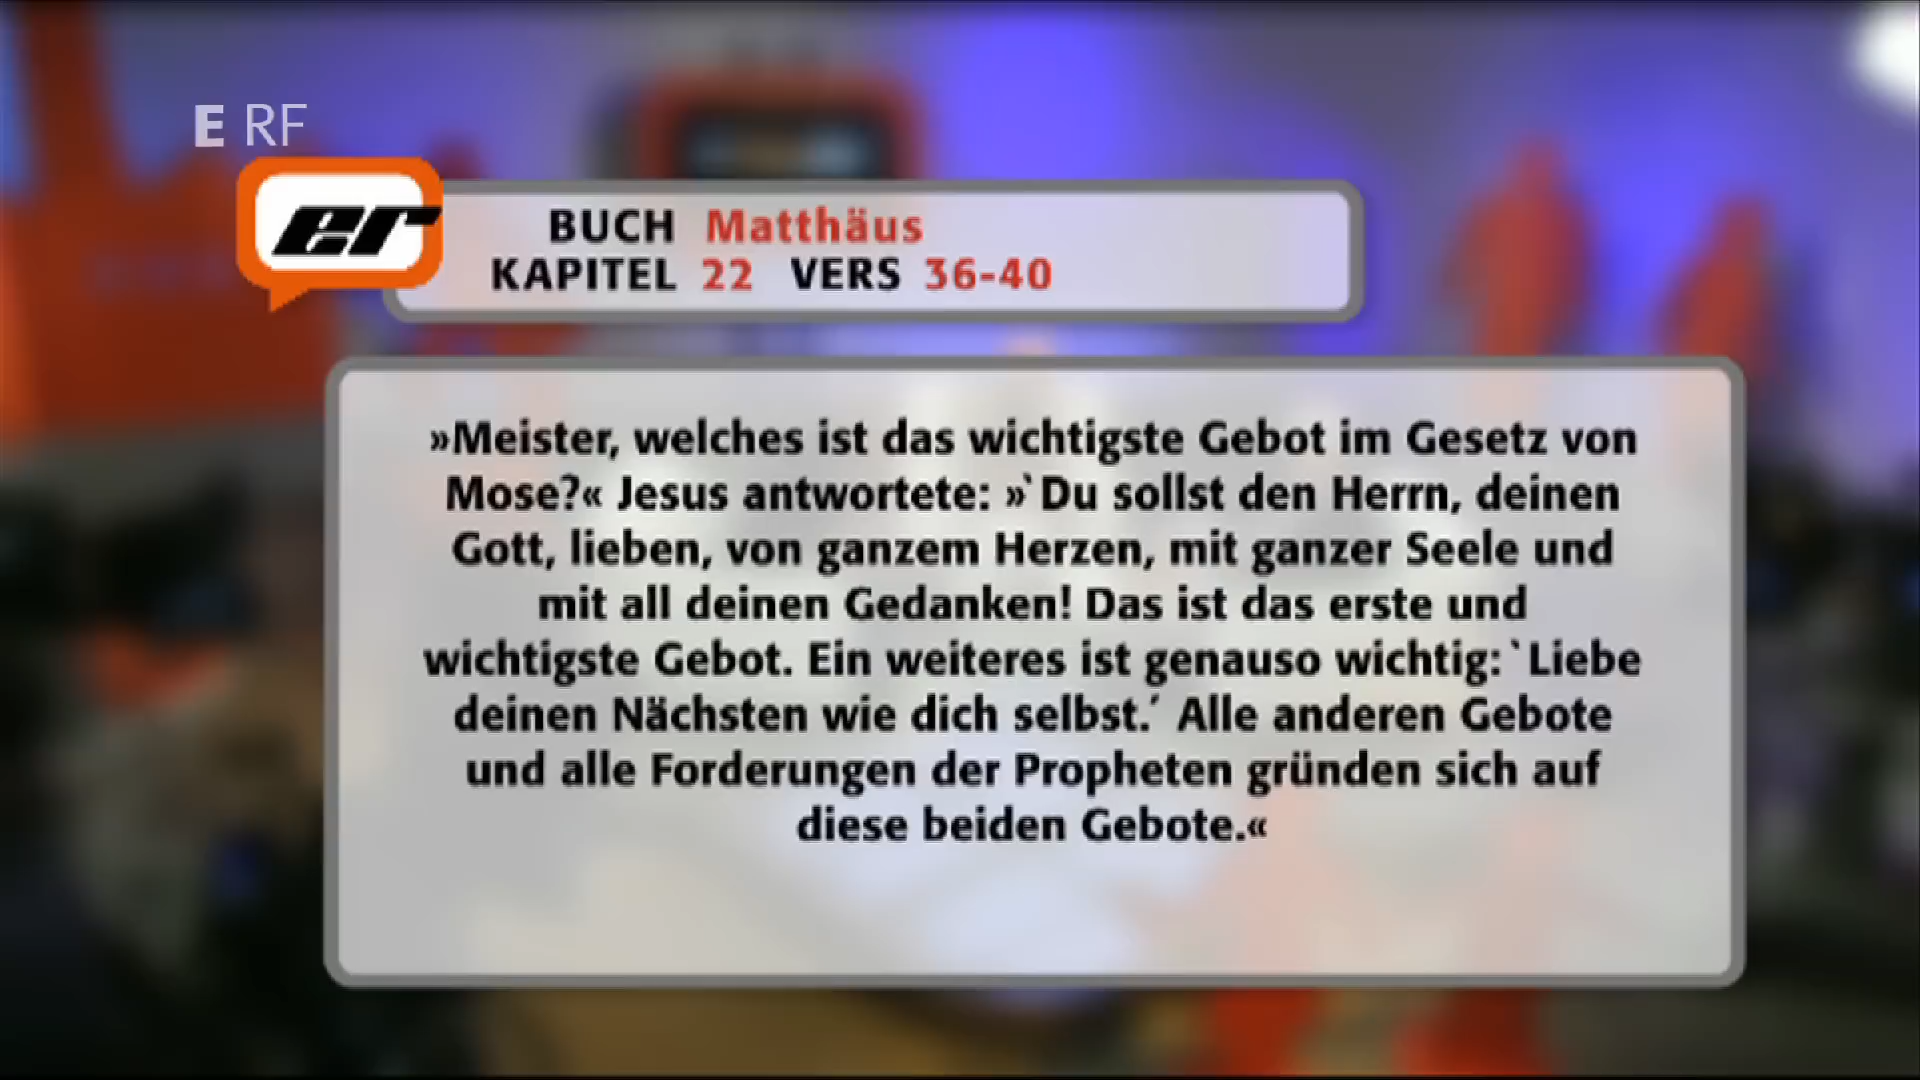 E RF
er
BUCH Matthäus
KAPITEL 22 VERS 36-40
»Meister, welches ist das wichtigste Gebot im Gesetz von
Mose?« Jesus antwortete: »`Du sollst den Herrn, deinen
Gott, lieben, von ganzem Herzen, mit ganzer Seele und
mit all deinen Gedanken! Das ist das erste und
wichtigste Gebot. Ein weiteres ist genauso wichtig:`Liebe
deinen Nächsten wie dich selbst.´ Alle anderen Gebote
und alle Forderungen der Propheten gründen sich auf
diese beiden Gebote.«